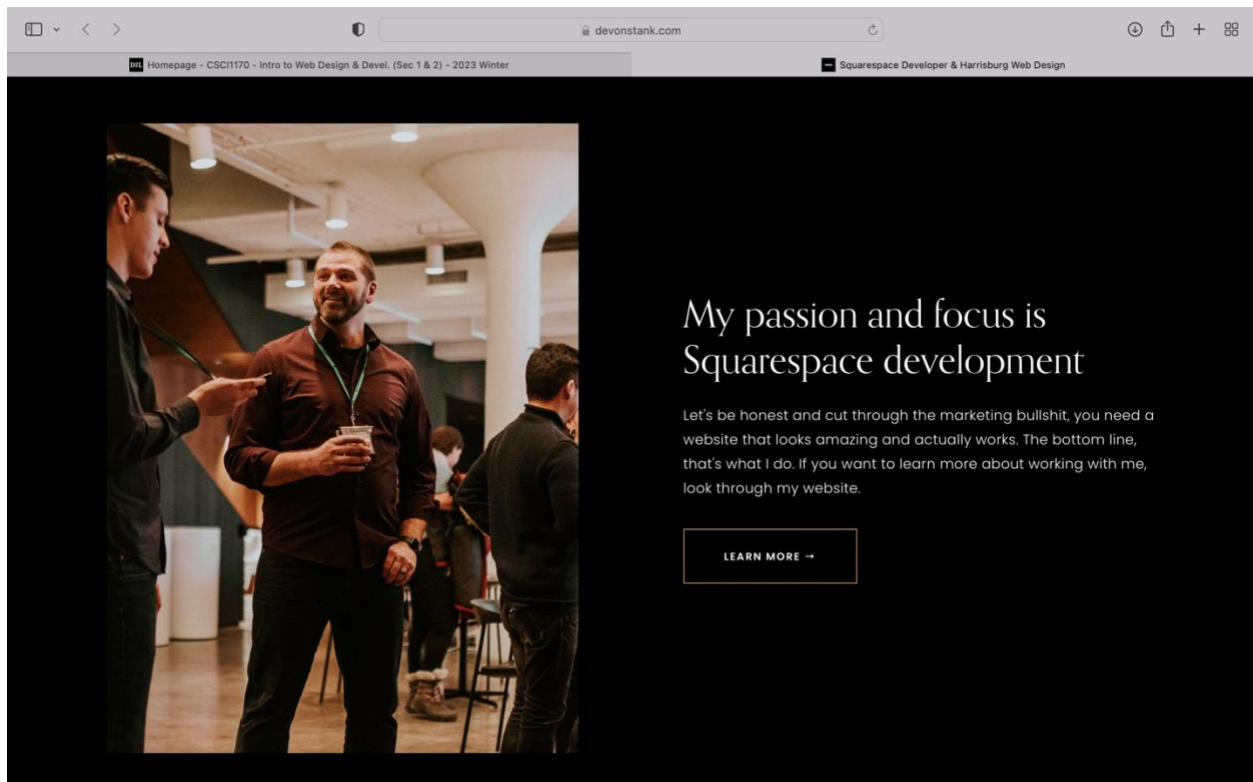 devonstank.com
Homepage - CSCI1170 - Intro to Web Design & Devel. (Sec 1 & 2) - 2023 Winter
Squarespace Developer & Harrisburg Web Design
My passion and focus is
Squarespace development
Let's be honest and cut through the marketing bullshit, you need a
website that looks amazing and actually works. The bottom line,
that's what I do. If you want to learn more about working with me,
look through my website.
LEARN MORE →